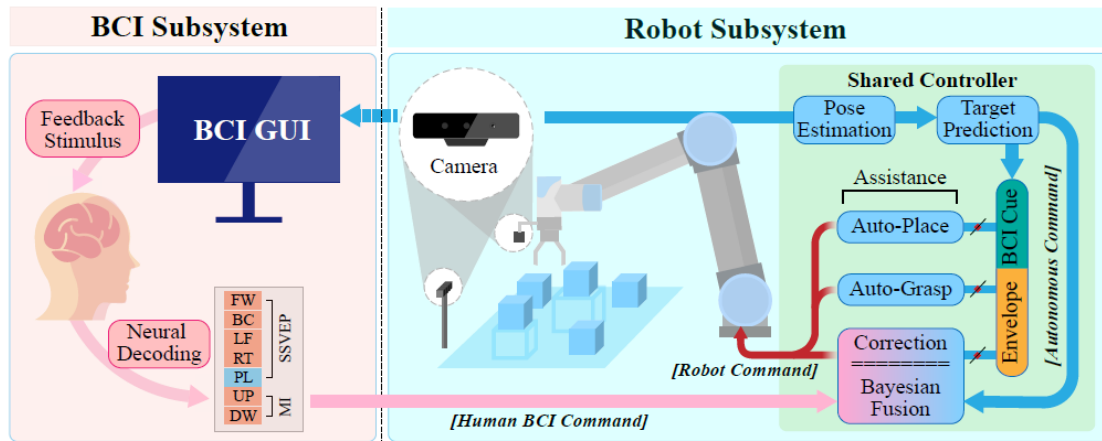 BCI Subsystem
Robot Subsystem
Feedback
Stimulus
BCI GUI
Neural
Decoding
FW
BC
LF
RT
PL
UP
DW
SSVEP
MI
Camera
Shared Controller
Pose
Estimation
Target
Prediction
Assistance
Auto-Place
Auto-Grasp
BCI Cue
Envelope
[Autonomous Command]
Correction
========
Bayesian
Fusion
[Robot Command]
[Human BCI Command]